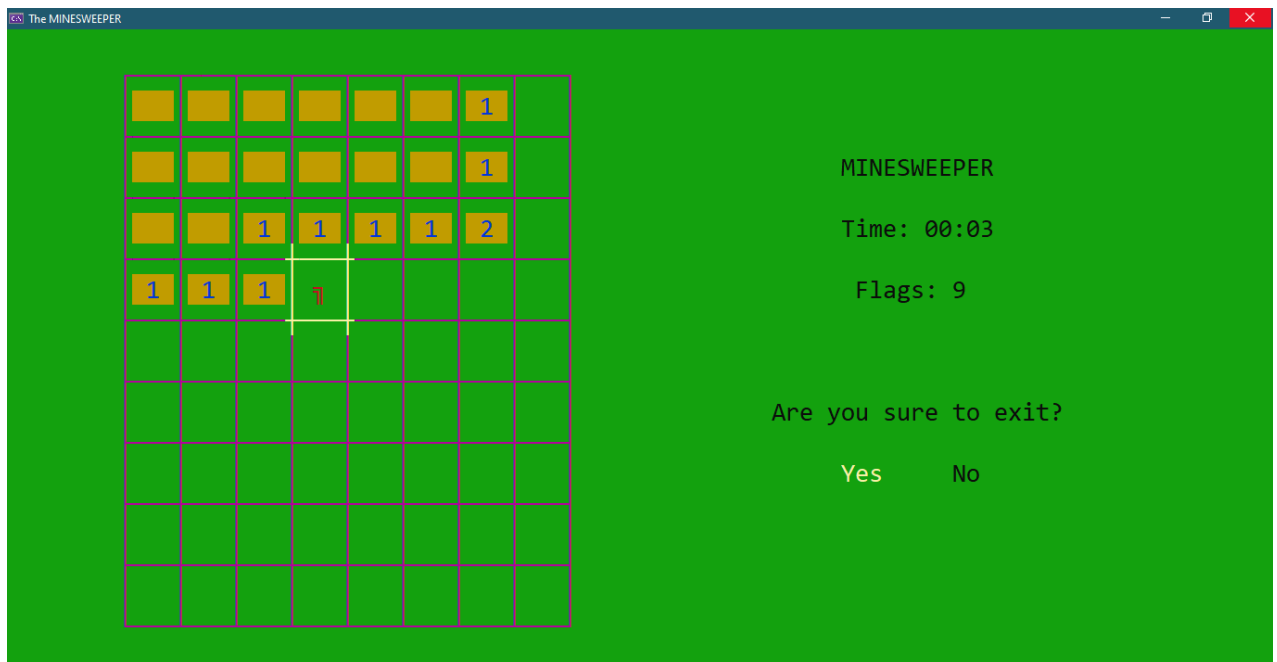 The MINESWEEPER
1
1 MINESWEEPER
1 1 1 1 2 Time: 00:03
1 1 1 Flags: 9
Are you sure to exit?
Yes No